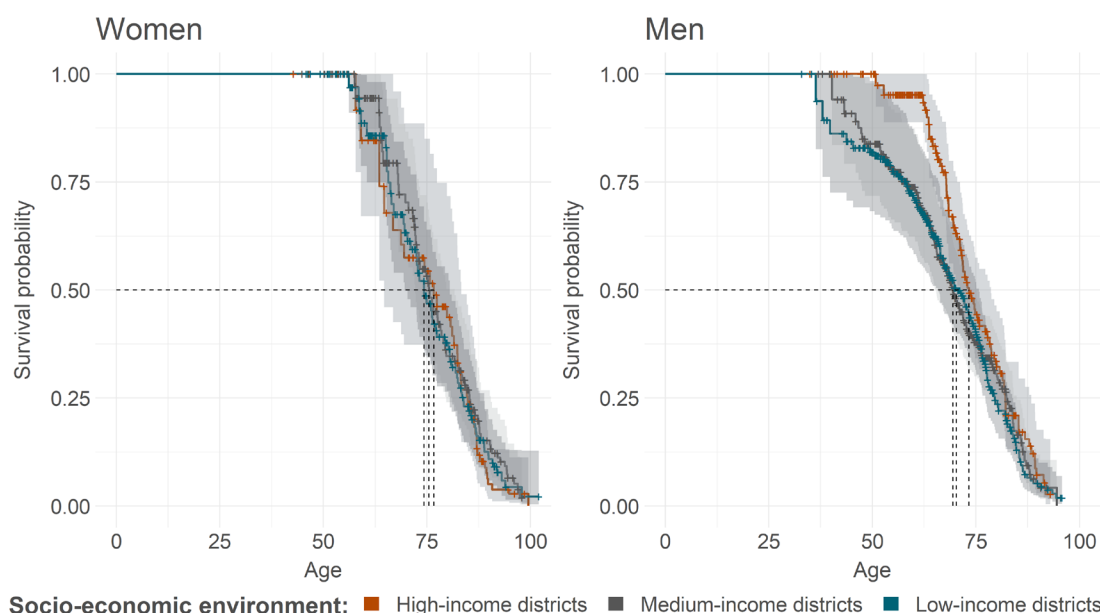 Women
Men
Survival probability
1.00
0.75
0.50
0.25
0.00
0
25
50
75
100
Age
Survival probability
1.00
0.75
0.50
0.25
0.00
0
25
50
75
100
Age
Socio-economic environment: High-income districts Medium-income districts Low-income districts